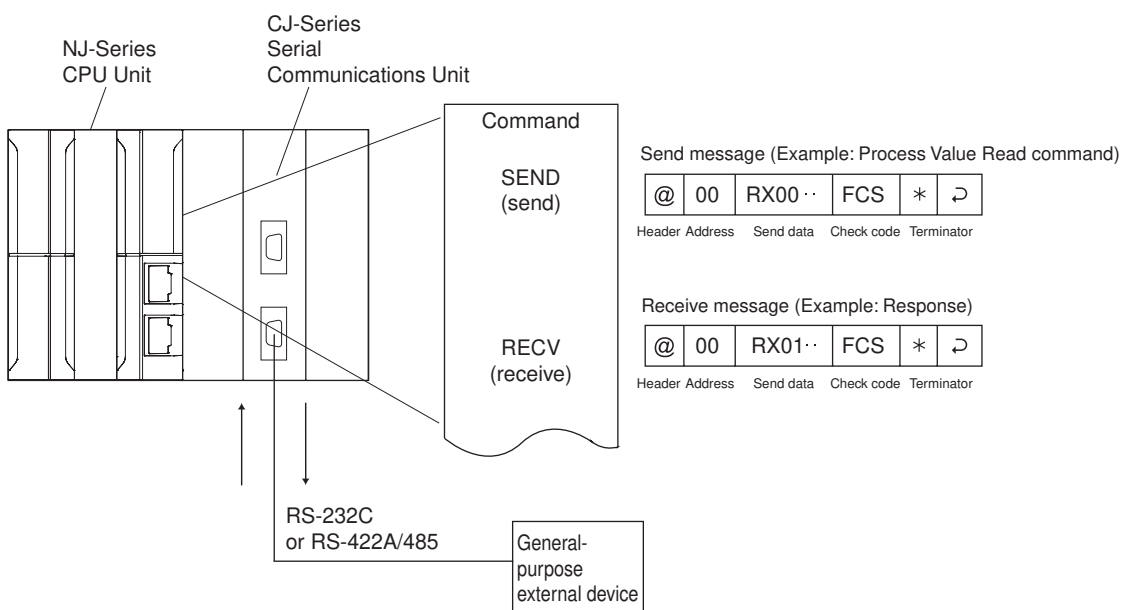 NJ-Series
CPU Unit
CJ-Series
Serial
Communications Unit
Command
SEND
(send)
RECV
(receive)
Send message (Example: Process Value Read command)
@ 00 RX00·· FCS * ⤶
Header Address Send data Check code Terminator
Receive message (Example: Response)
@ 00 RX01·· FCS * ⤶
Header Address Send data Check code Terminator
RS-232C
or RS-422A/485
General-
purpose
external device